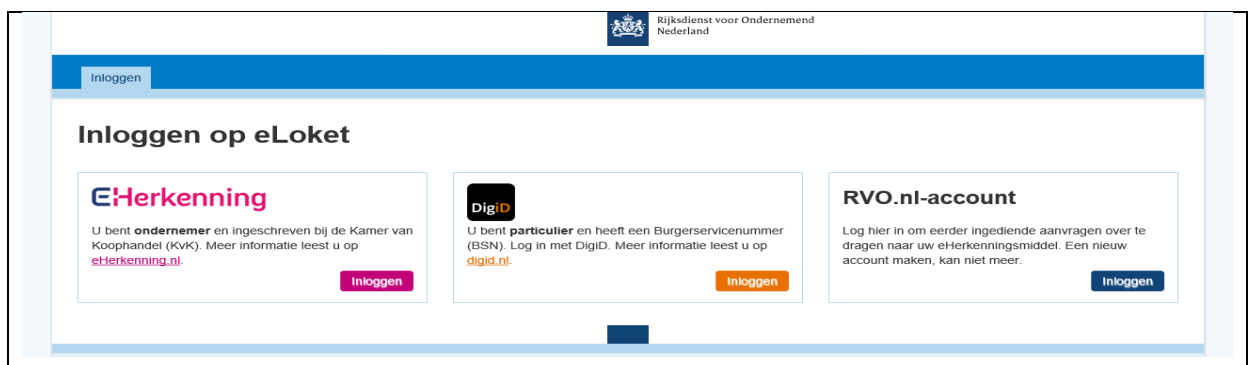 Rijksdienst voor Ondernemend
Nederland
Inloggen
Inloggen op eLoket
eHerkenning
U bent ondernemer en ingeschreven bij de Kamer van
Koophandel (KvK). Meer informatie leest u op
eHerkenning.nl.
Inloggen
DigiD
U bent particulier en heeft een Burgerservicenummer
(BSN). Log in met DigiD. Meer informatie leest u op
digid.nl.
Inloggen
RVO.nl-account
Log hier in om eerder ingediende aanvragen over te
dragen naar uw eHerkenningsmiddel. Een nieuw
account maken, kan niet meer.
Inloggen